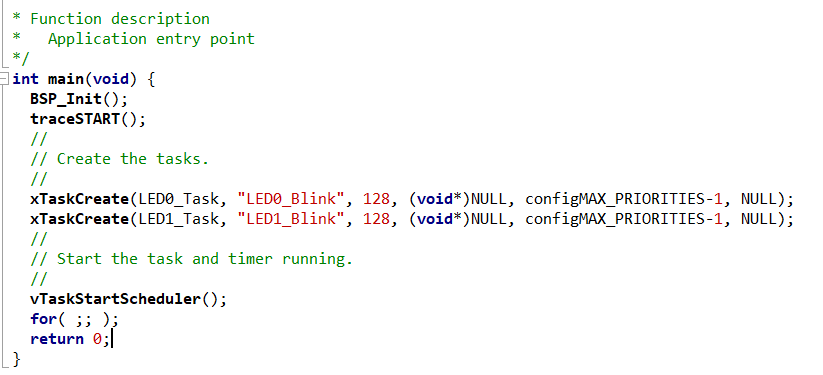 * Function description
*   Application entry point
*/
int main(void) {
  BSP_Init();
  traceSTART();
  //
  // Create the tasks.
  //
  xTaskCreate(LED0_Task, "LED0_Blink", 128, (void*)NULL, configMAX_PRIORITIES-1, NULL);
  xTaskCreate(LED1_Task, "LED1_Blink", 128, (void*)NULL, configMAX_PRIORITIES-1, NULL);
  //
  // Start the task and timer running.
  //
  vTaskStartScheduler();
  for( ;; );
  return 0;
}